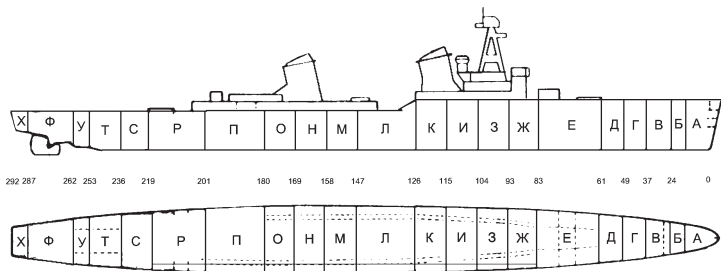 Х Ф У Т С Р П О Н М Л К И З Ж Е Д Г В Б А
292 287 262 253 236 219 201 180 169 158 147 126 115 104 93 83 61 49 37 24 0
Х Ф У Т С Р П О Н М Л К И З Ж Е Д Г В Б А